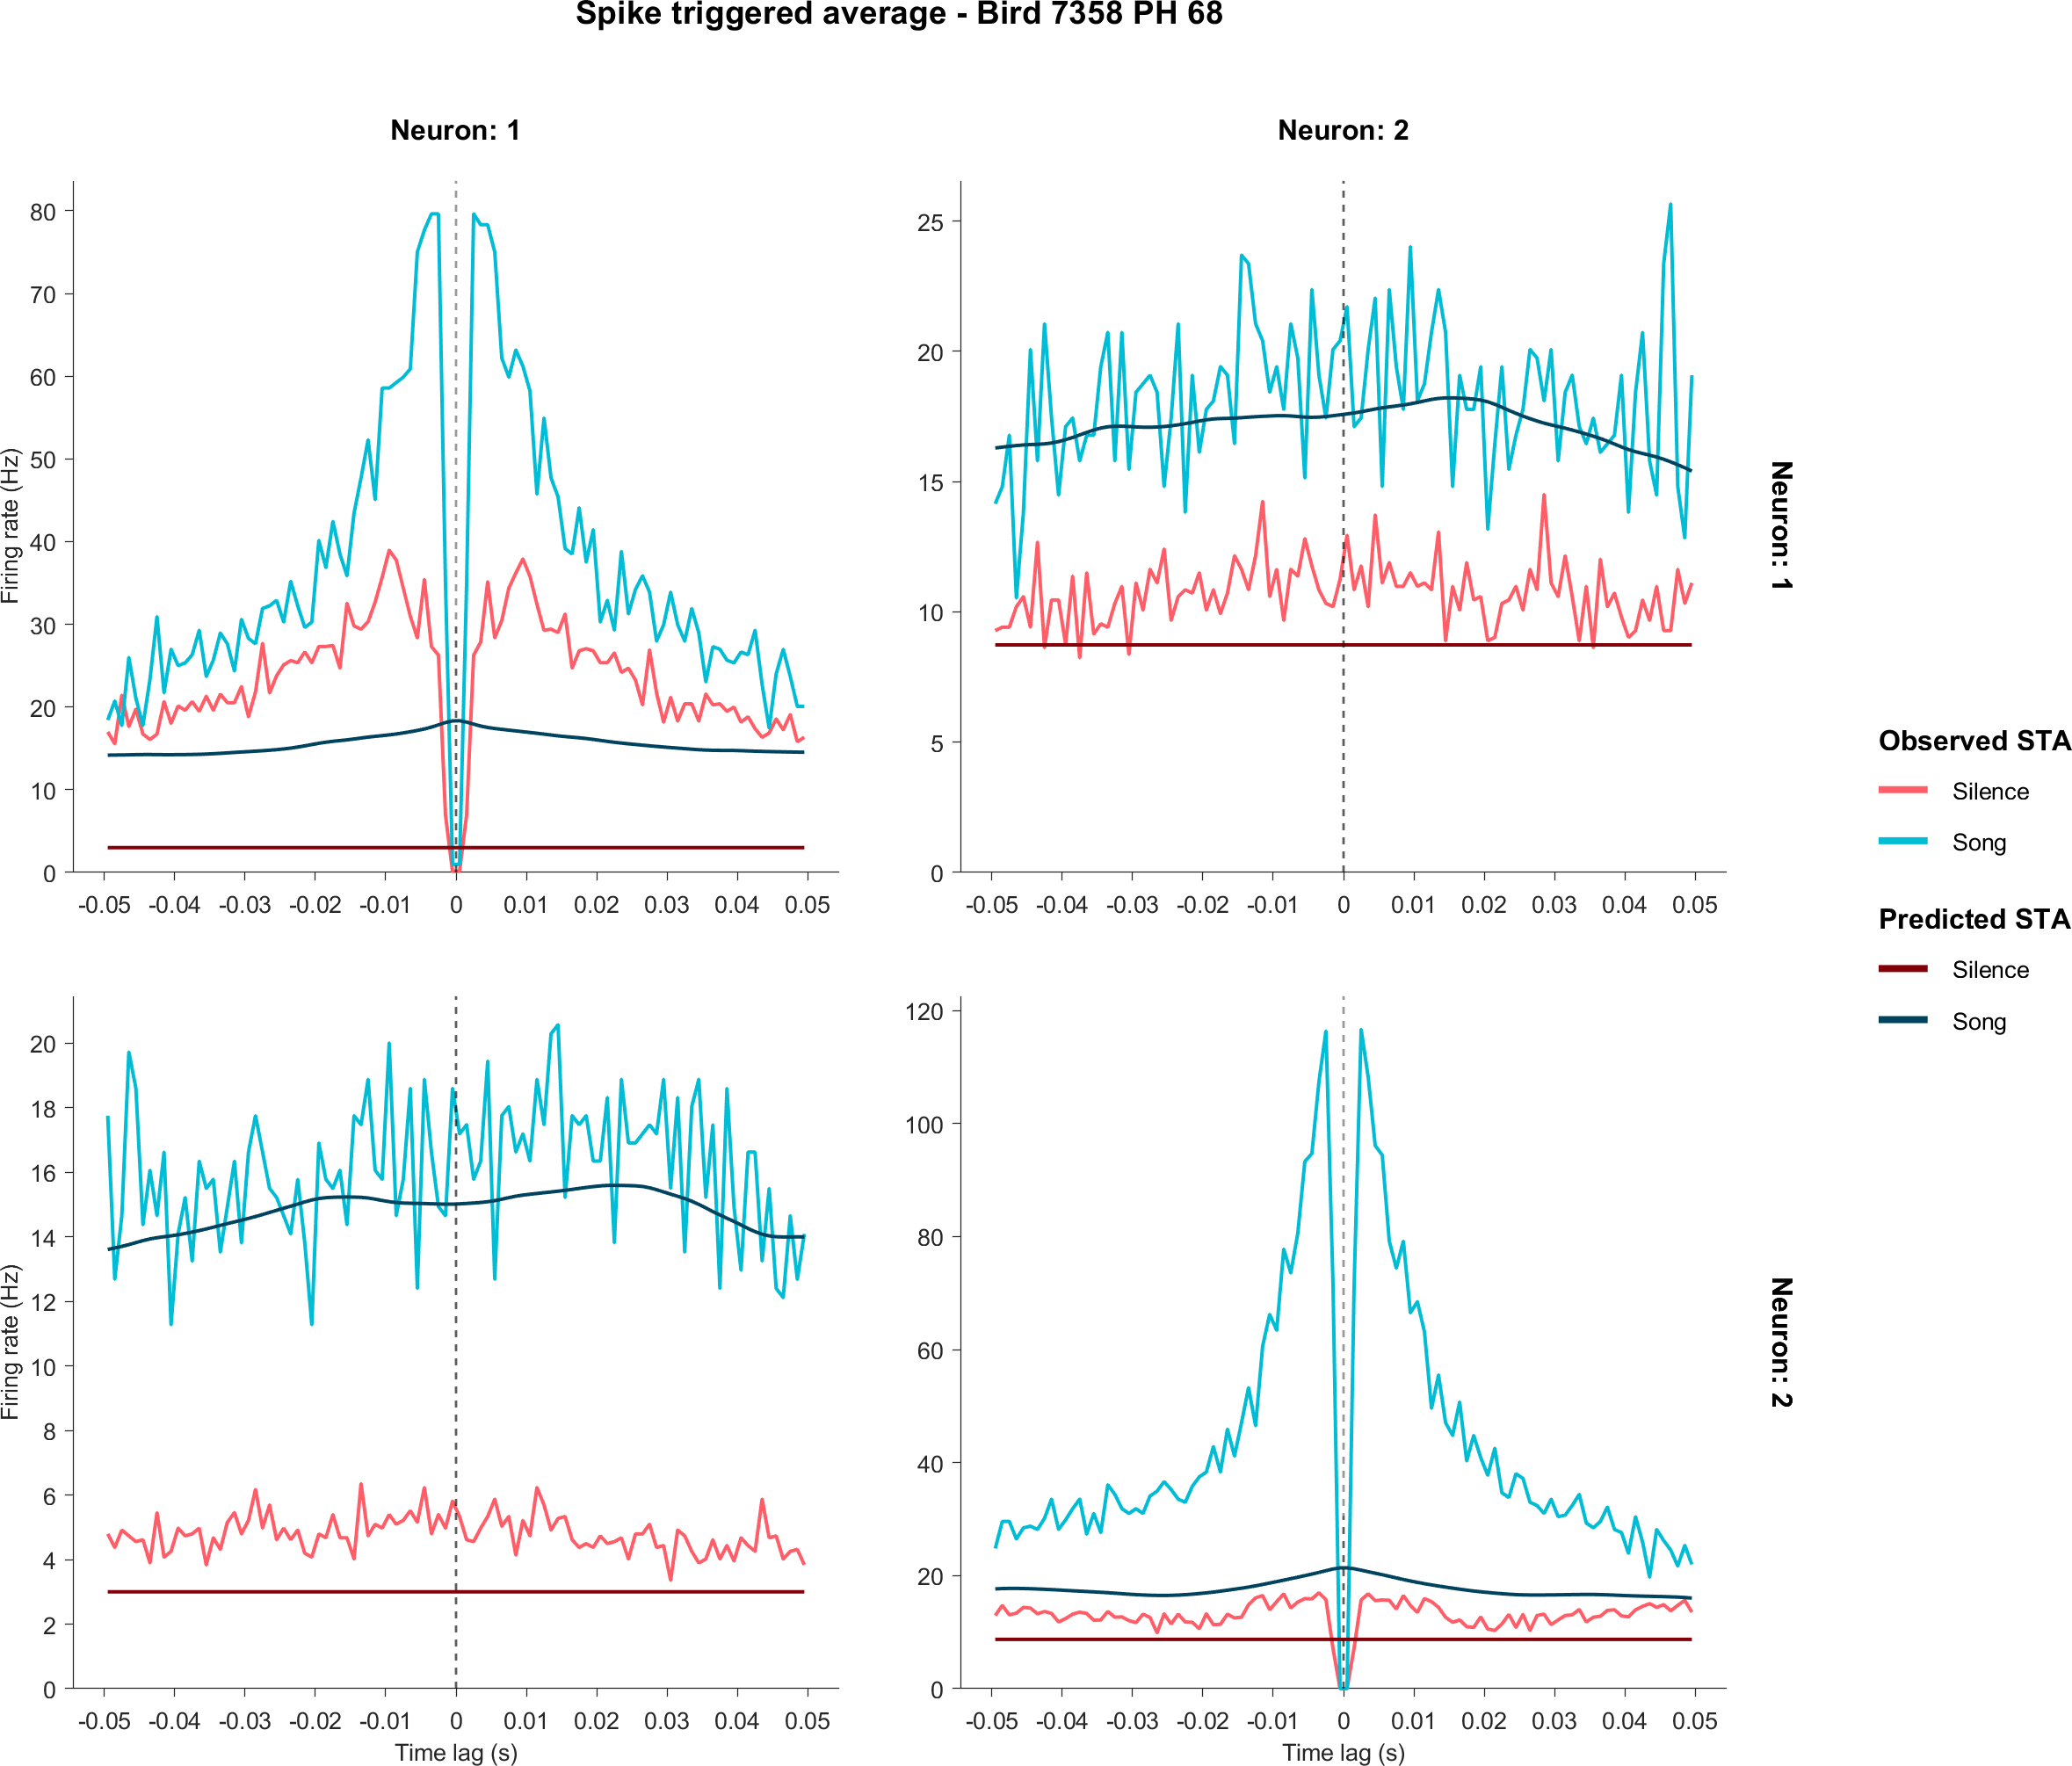 Spike triggered average - Bird 7358 PH 68
Neuron: 1
Neuron: 2
Firing rate (Hz)
80
70
60
50
40
30
20
10
0
-0.05 -0.04 -0.03 -0.02 -0.01 0 0.01 0.02 0.03 0.04 0.05
25
20
15
10
5
0
-0.05 -0.04 -0.03 -0.02 -0.01 0 0.01 0.02 0.03 0.04 0.05
Neuron: 1
Observed STA
Silence
Song
Predicted STA
Silence
Song
Firing rate (Hz)
20
18
16
14
12
10
8
6
4
2
0
-0.05 -0.04 -0.03 -0.02 -0.01 0 0.01 0.02 0.03 0.04 0.05
Time lag (s)
120
100
80
60
40
20
0
-0.05 -0.04 -0.03 -0.02 -0.01 0 0.01 0.02 0.03 0.04 0.05
Time lag (s)
Neuron: 2